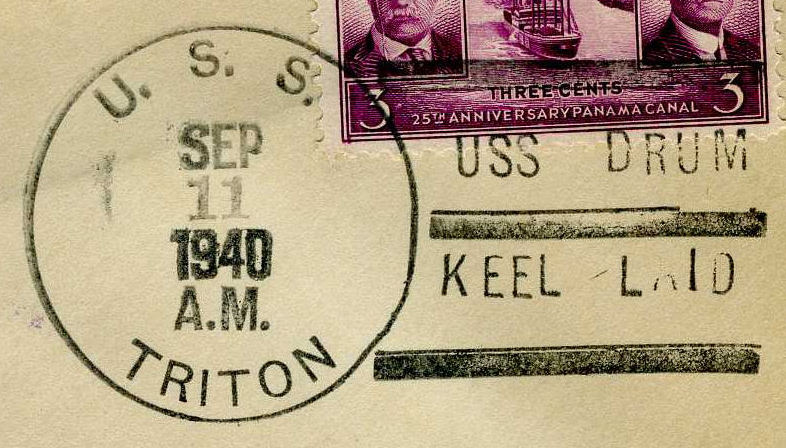 U. S. S.
SEP
11
1940
A.M.
TRITON
3 THREE CENTS 3
25TH ANNIVERSARY PANAMA CANAL
USS DRUM
KEEL LAID